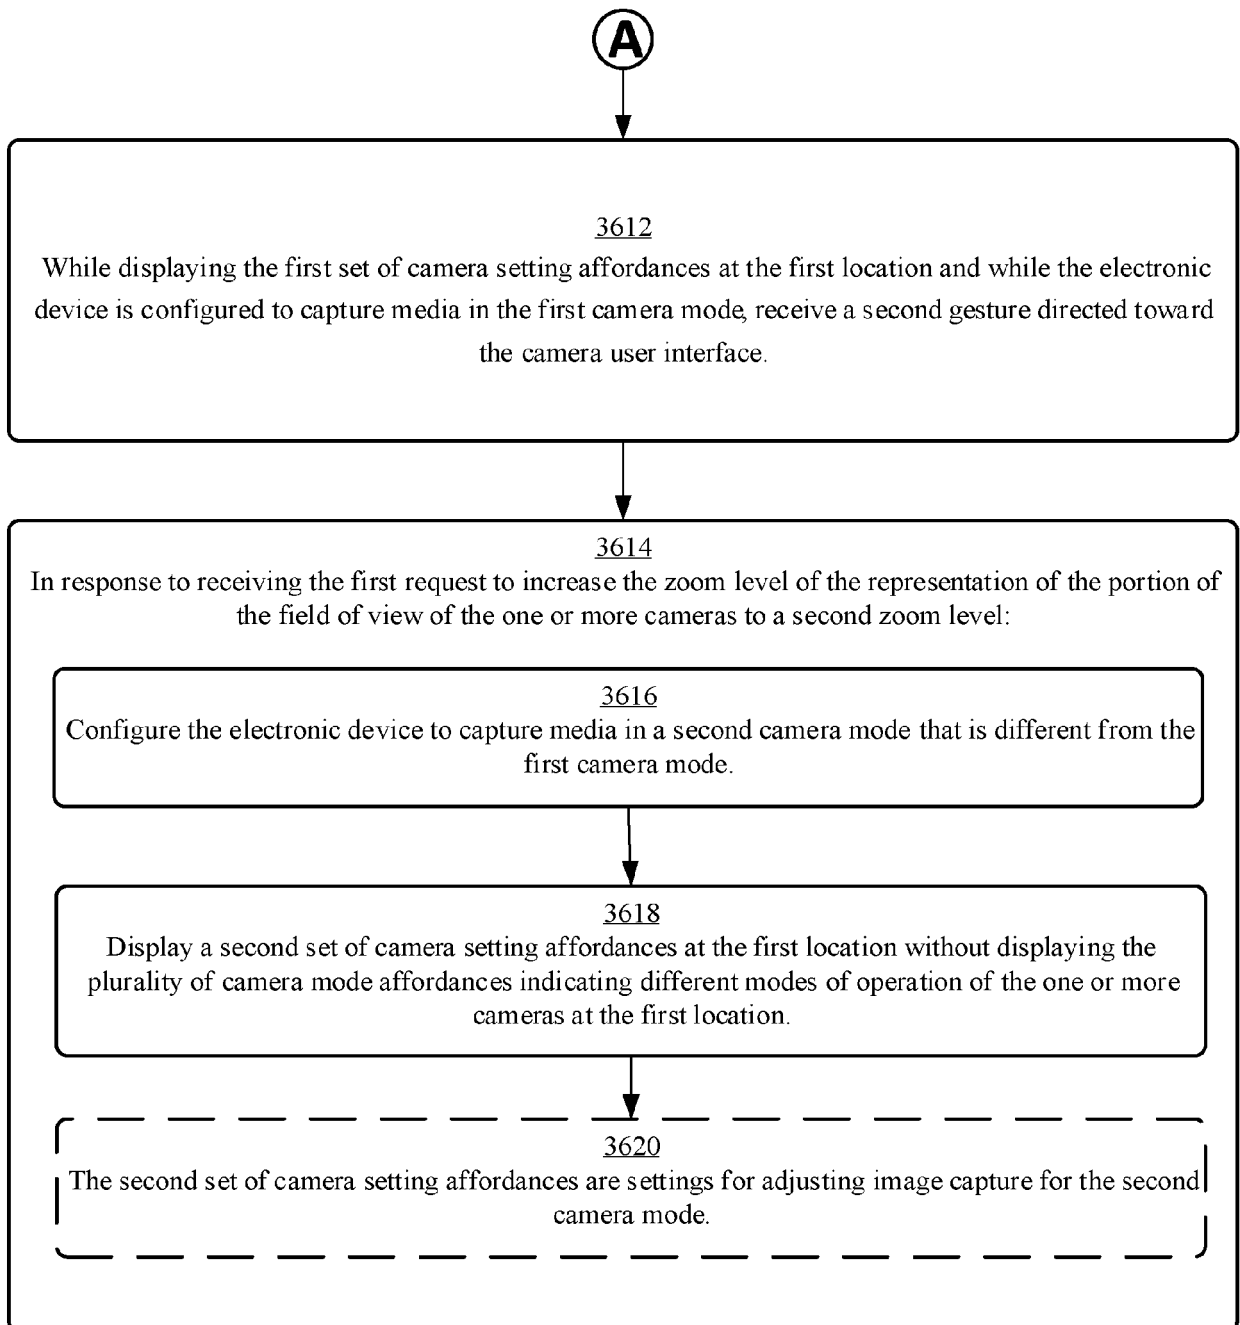 A
3612
While displaying the first set of camera setting affordances at the first location and while the electronic
device is configured to capture media in the first camera mode, receive a second gesture directed toward
the camera user interface.
3614
In response to receiving the first request to increase the zoom level of the representation of the portion of
the field of view of the one or more cameras to a second zoom level:
3616
Configure the electronic device to capture media in a second camera mode that is different from the
first camera mode.
3618
Display a second set of camera setting affordances at the first location without displaying the
plurality of camera mode affordances indicating different modes of operation of the one or more
cameras at the first location.
3620
The second set of camera setting affordances are settings for adjusting image capture for the second
camera mode.